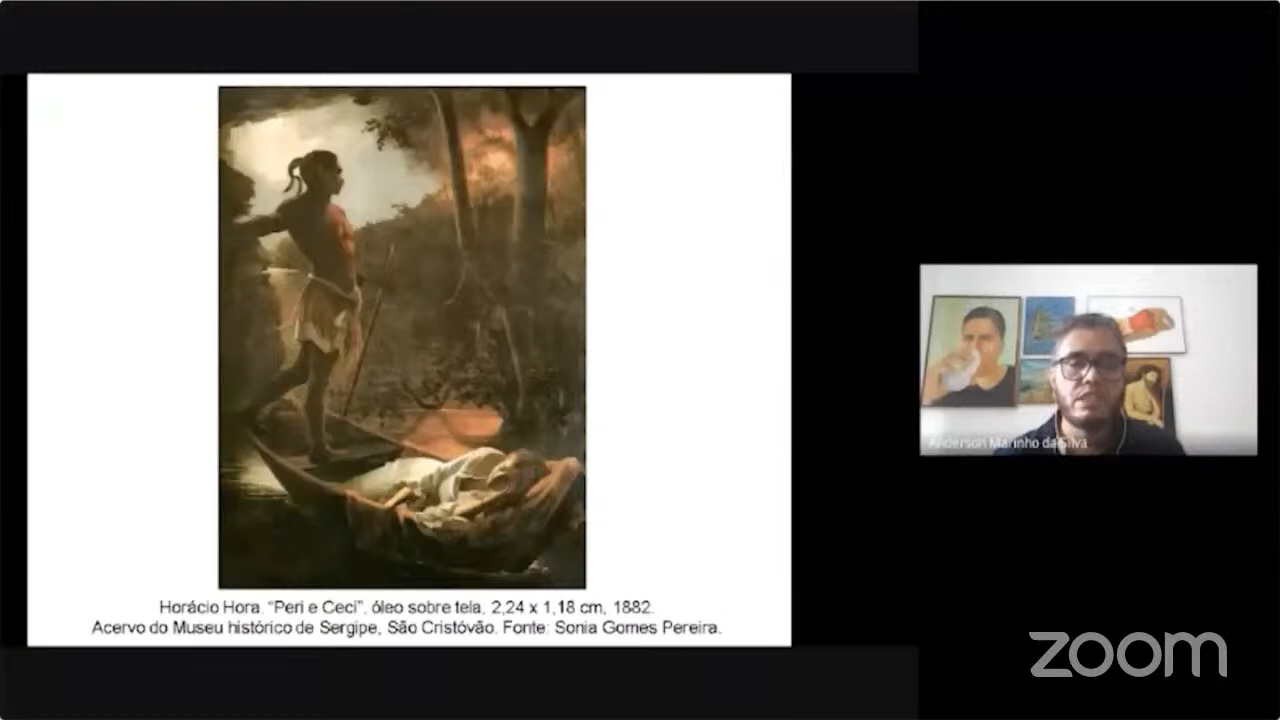 Horácio Hora. "Peri e Ceci", óleo sobre tela, 2,24 x 1,18 cm, 1882.
Acervo do Museu histórico de Sergipe, São Cristóvão. Fonte: Sonia Gomes Pereira.
Anderson Marinho da Silva
zoom